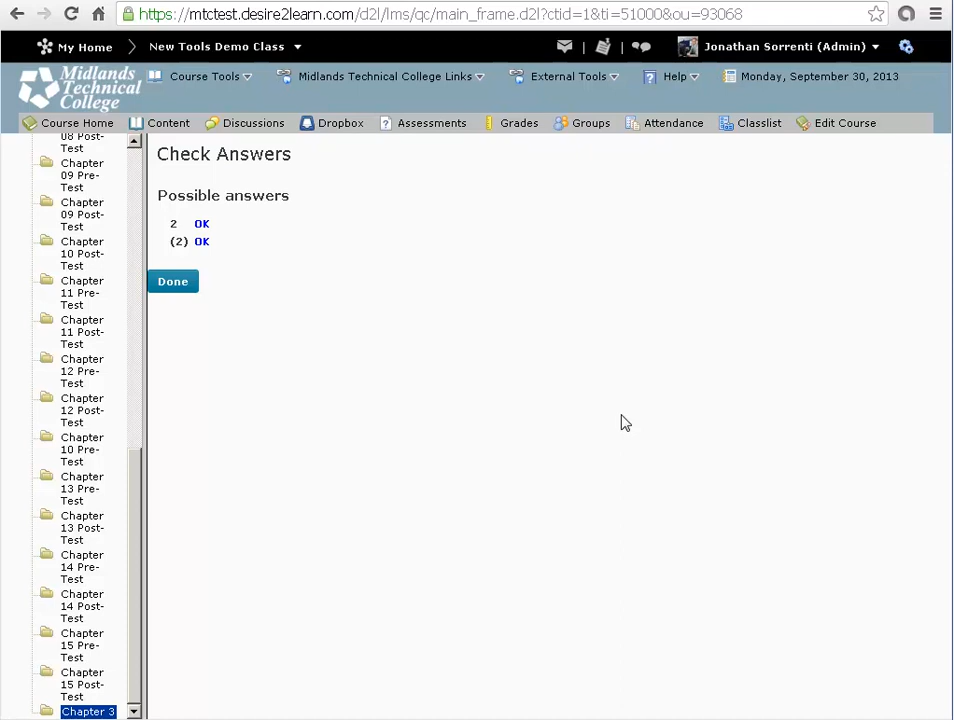 https://mtctest.desire2learn.com/d2l/lms/qc/main_frame.d2l?ctid=1&ti=51000&ou=93068
My Home
New Tools Demo Class
Jonathan Sorrenti (Admin)
Midlands
Technical
College
Course Tools
Midlands Technical College Links
External Tools
Help
Monday, September 30, 2013
Course Home
Content
Discussions
Dropbox
Assessments
Grades
Groups
Attendance
Classlist
Edit Course
08 Post-
Test
Chapter
09 Pre-
Test
Chapter
09 Post-
Test
Chapter
10 Post-
Test
Chapter
11 Pre-
Test
Chapter
11 Post-
Test
Chapter
12 Pre-
Test
Chapter
12 Post-
Test
Chapter
10 Pre-
Test
Chapter
13 Pre-
Test
Chapter
13 Post-
Test
Chapter
14 Pre-
Test
Chapter
14 Post-
Test
Chapter
15 Pre-
Test
Chapter
15 Post-
Test
Chapter 3
Check Answers
Possible answers
2 OK
(2) OK
Done